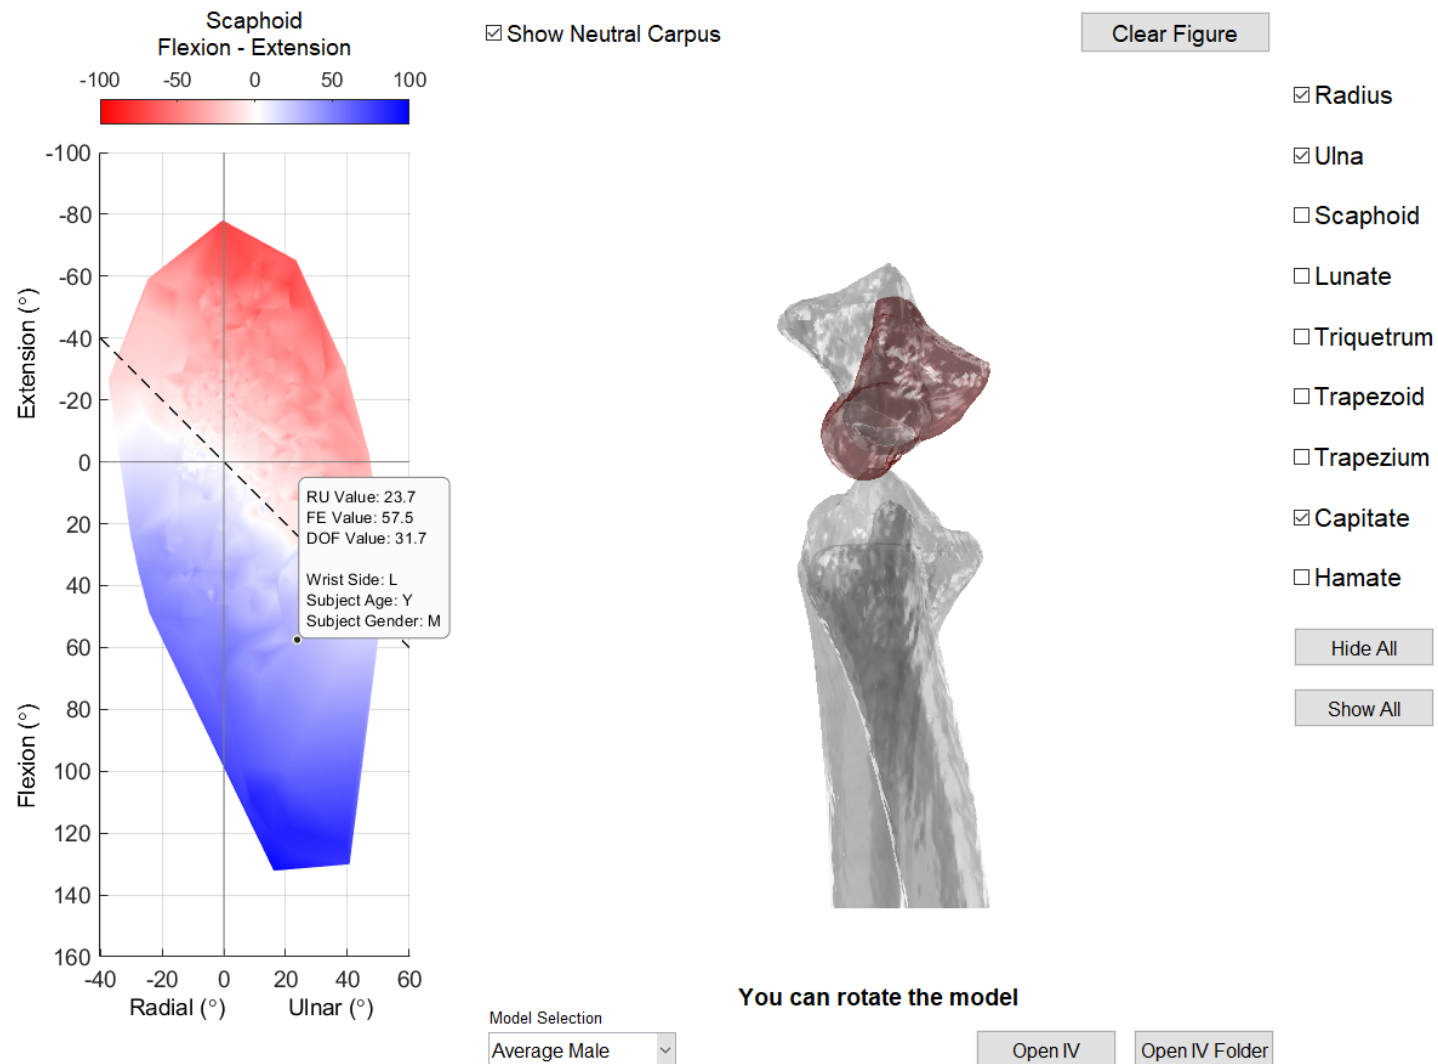 Scaphoid
Flexion - Extension
-100 -50 0 50 100
-100
-80
-60
-40
-20
0
20
40
60
80
100
120
140
160
Extension (°)
Flexion (°)
-40 -20 0 20 40 60
Radial (°) Ulnar (°)
RU Value: 23.7
FE Value: 57.5
DOF Value: 31.7
Wrist Side: L
Subject Age: Y
Subject Gender: M
Show Neutral Carpus
Clear Figure
Radius
Ulna
Scaphoid
Lunate
Triquetrum
Trapezoid
Trapezium
Capitate
Hamate
Hide All
Show All
You can rotate the model
Model Selection
Average Male
Open IV
Open IV Folder